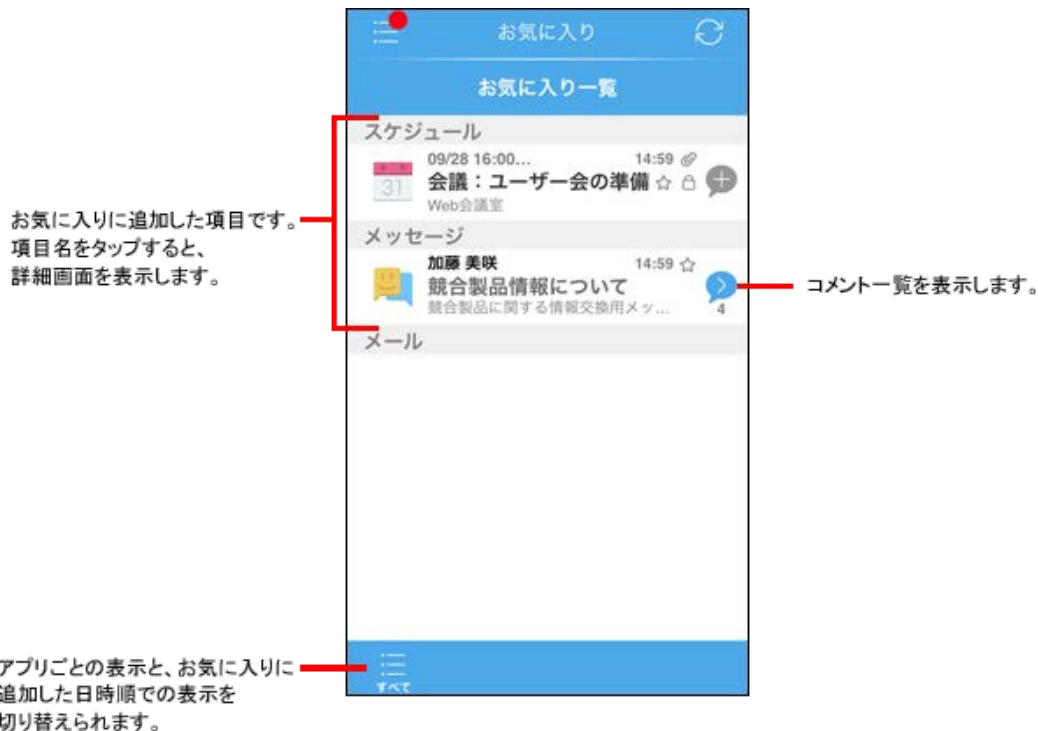 お気に入り
お気に入り一覧
スケジュール
09/28 16:00... 14:59
31
会議：ユーザー会の準備
Web会議室
メッセージ
加藤 美咲 14:59
競合製品情報について
競合製品に関する情報交換用メッ...
4
メール
すべて
お気に入りに追加した項目です。
項目名をタップすると、
詳細画面を表示します。
コメント一覧を表示します。
アプリごとの表示と、お気に入りに
追加した日時順での表示を
切り替えられます。